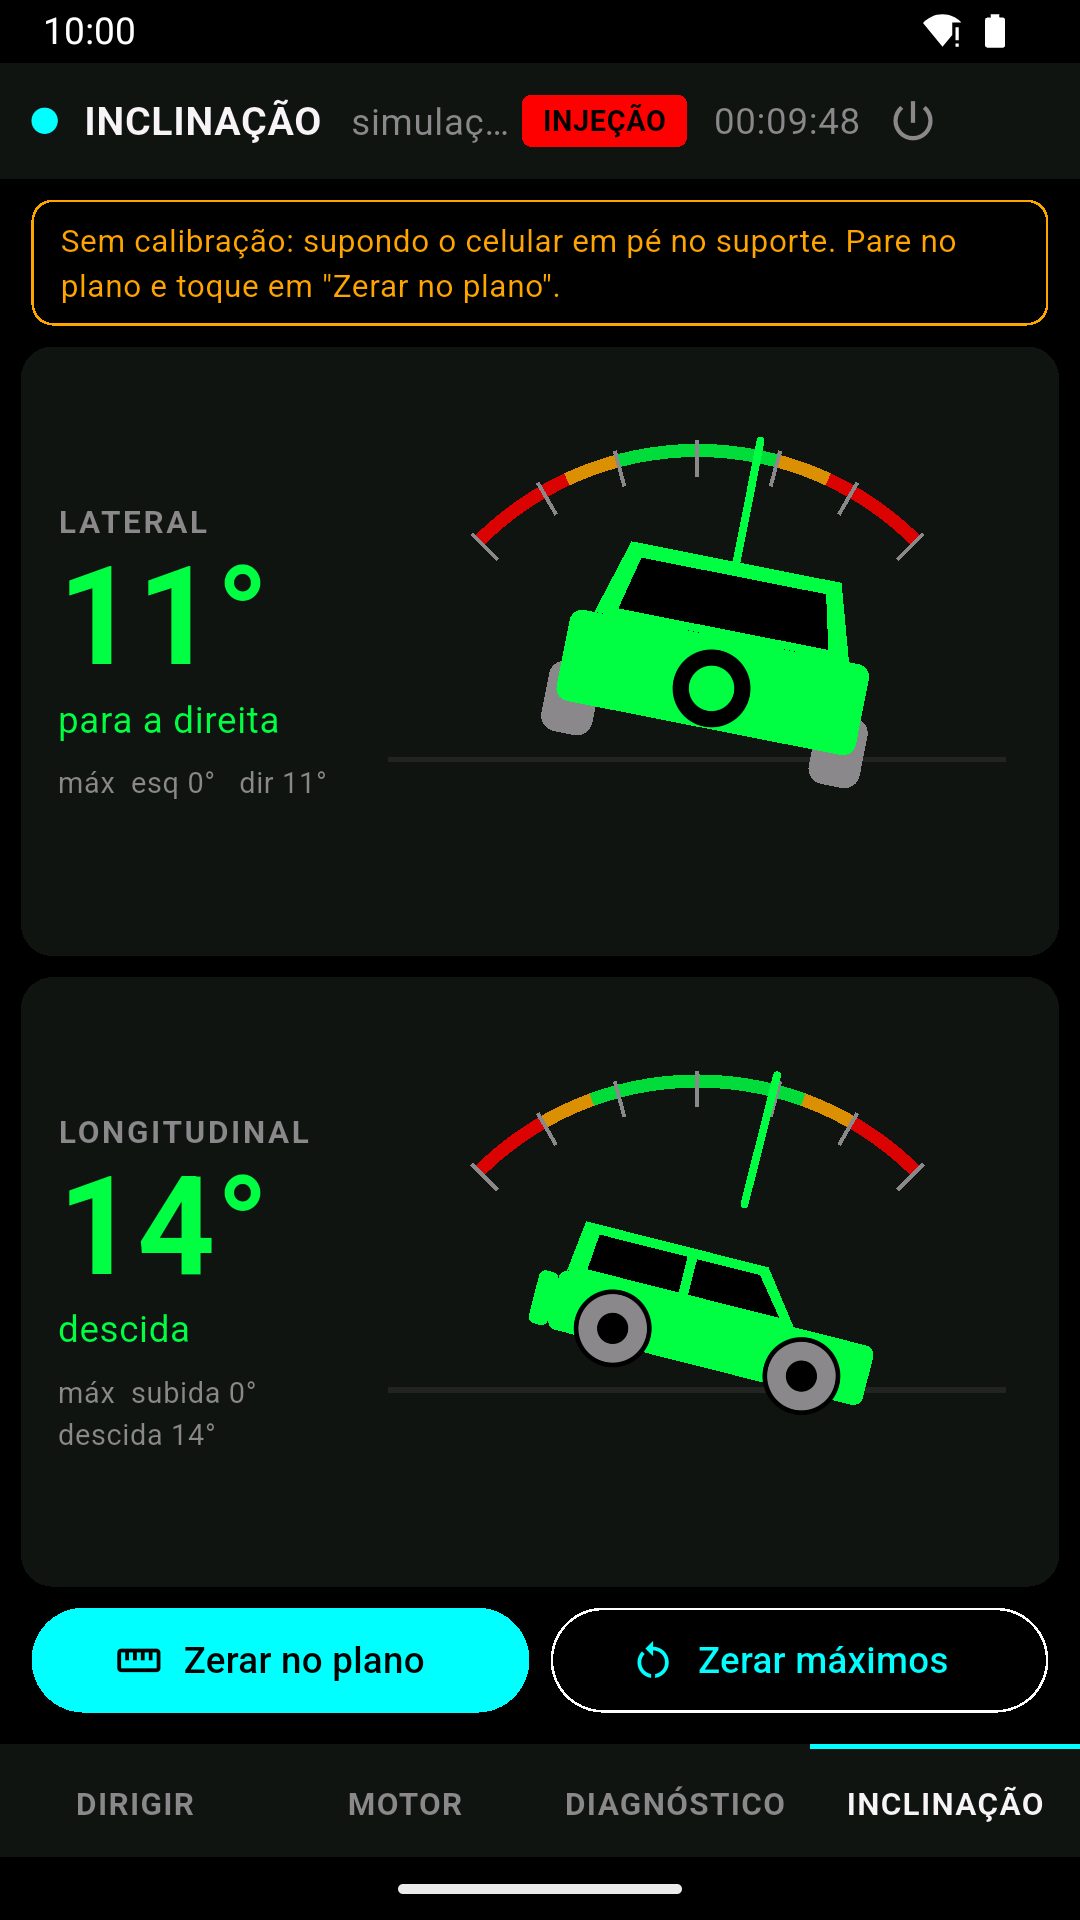 10:00
INCLINAÇÃO simulaç... INJEÇÃO 00:09:48
Sem calibração: supondo o celular em pé no suporte. Pare no
plano e toque em "Zerar no plano".
LATERAL
11°
para a direita
máx esq 0° dir 11°
LONGITUDINAL
14°
descida
máx subida 0°
descida 14°
Zerar no plano
Zerar máximos
DIRIGIR MOTOR DIAGNÓSTICO INCLINAÇÃO